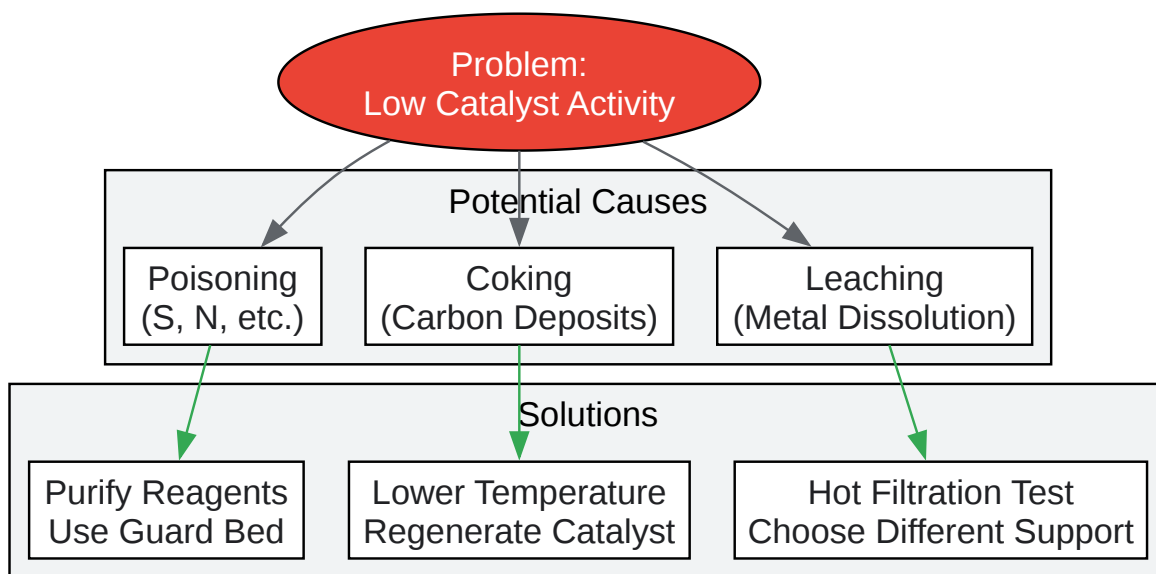 Problem:
Low Catalyst Activity
Potential Causes
Poisoning
(S, N, etc.)
Coking
(Carbon Deposits)
Leaching
(Metal Dissolution)
Solutions
Purify Reagents
Use Guard Bed
Lower Temperature
Regenerate Catalyst
Hot Filtration Test
Choose Different Support